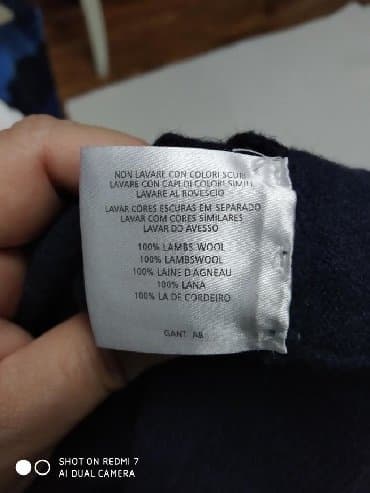 NON LAVARE CON COLORI SCURI
LAVARE CON CAPI DI COLORI SIMILI
LAVARE AL ROVESCIO
LAVAR CORES ESCURAS EM SEPARADO
LAVAR COM CORES SIMILARES
LAVAR DO AVESSO
100% LAMBS WOOL
100% LAMBSWOOL
100% LAINE D'AGNEAU
100% LANA
100% LA DE CORDEIRO
GANT AB
SHOT ON REDMI 7
AI DUAL CAMERA